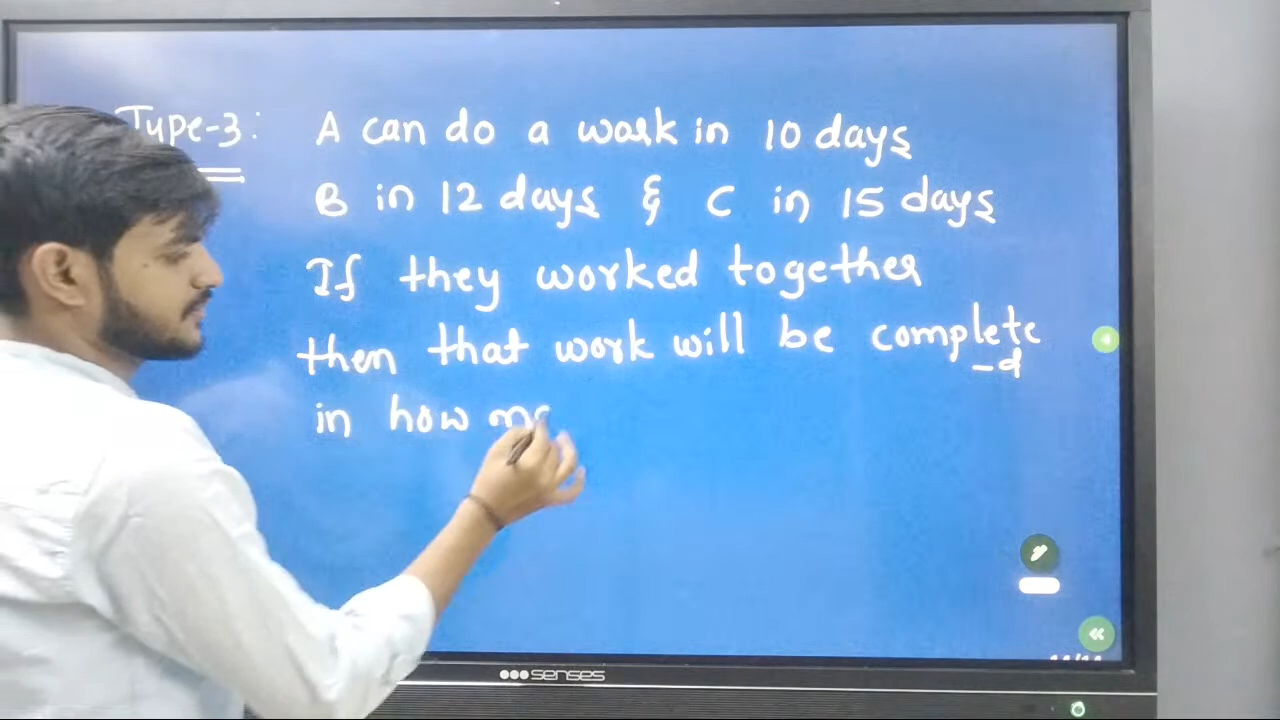 Type-3: A can do a work in 10 days
B in 12 days & C in 15 days
If they worked together
then that work will be complete
-d
in how ma
senses